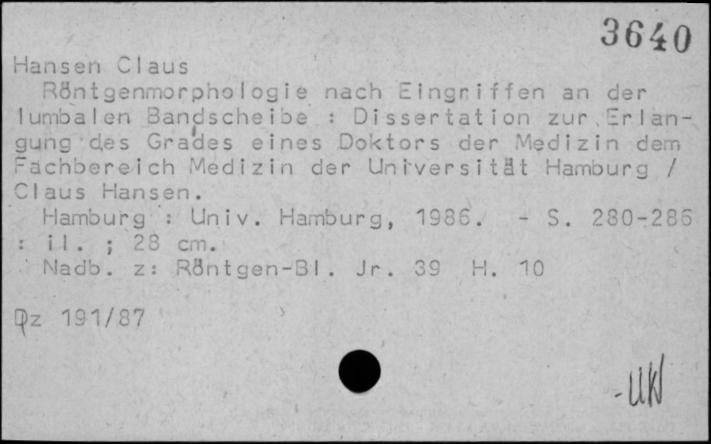 3640
Hansen Claus
Röntgenmorphologie nach Eingriffen an der
lumbalen Bandscheibe : Dissertation zur Erlan-
gung des Grades eines Doktors der Medizin dem
Fachbereich Medizin der Universität Hamburg /
Claus Hansen.
Hamburg : Univ. Hamburg, 1986. - S. 280-286
: il. ; 28 cm.
Nadb. z: Röntgen-Bl. Jr. 39 H. 10
Dz 191/87
-UW